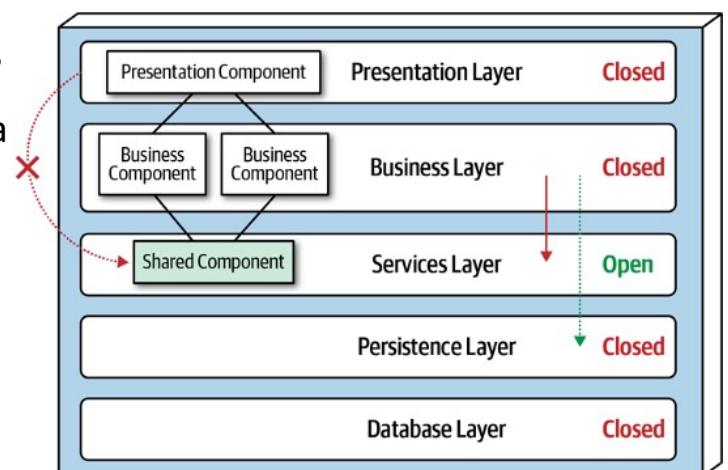 a
Presentation Component
Presentation Layer
Closed
Business
Component
Business
Component
Business Layer
Closed
Shared Component
Services Layer
Open
Persistence Layer
Closed
Database Layer
Closed